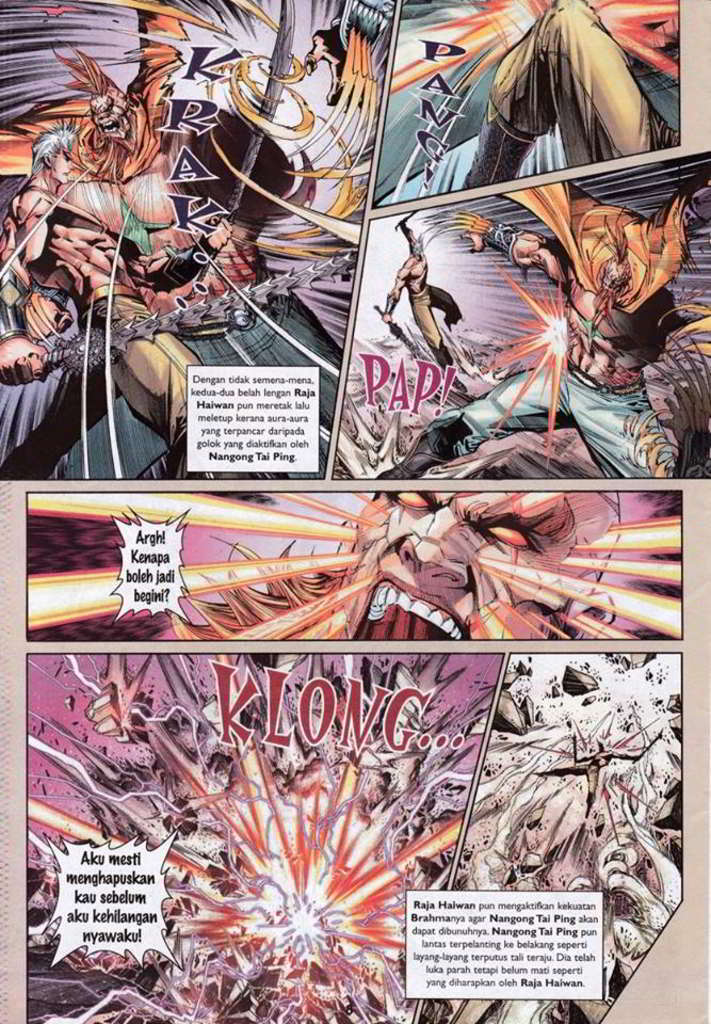 KRAK...
Dengan tidak semena-mena,
kedua-dua belah lengan Raja
Haiwan pun meretak lalu
meletup kerana aura-aura
yang terpancar daripada
golok yang diaktifkan oleh
Nangong Tai Ping.
PANG!
PAP!
Argh!
Kenapa
boleh jadi
begini?
KLONG...
Aku mesti
menghapuskan
kau sebelum
aku kehilangan
nyawaku!
Raja Haiwan pun mengaktifkan kekuatan
Brahmanya agar Nangong Tai Ping akan
dapat dibunuhnya. Nangong Tai Ping pun
lantas terpelanting ke belakang seperti
layang-layang terputus tali teraju. Dia telah
luka parah tetapi belum mati seperti
yang diharapkan oleh Raja Haiwan.